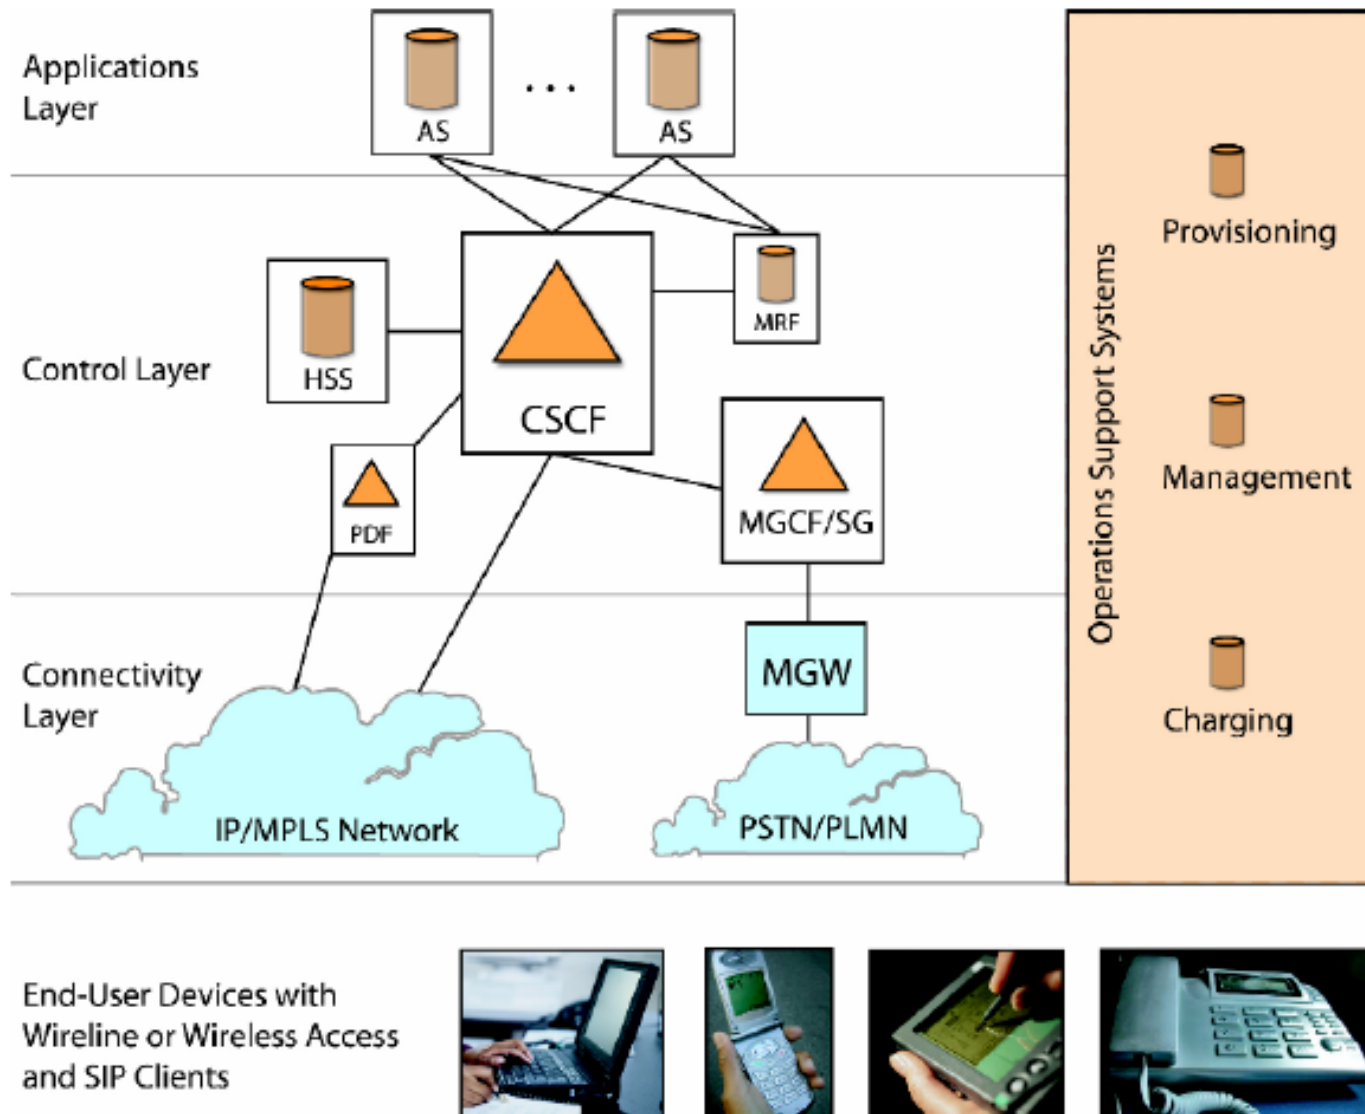 Applications
Layer
AS
. . .
AS
Control Layer
HSS
CSCF
MRF
PDF
MGCF/SG
Connectivity
Layer
MGW
IP/MPLS Network
PSTN/PLMN
Operations Support Systems
Provisioning
Management
Charging
End-User Devices with
Wireline or Wireless Access
and SIP Clients